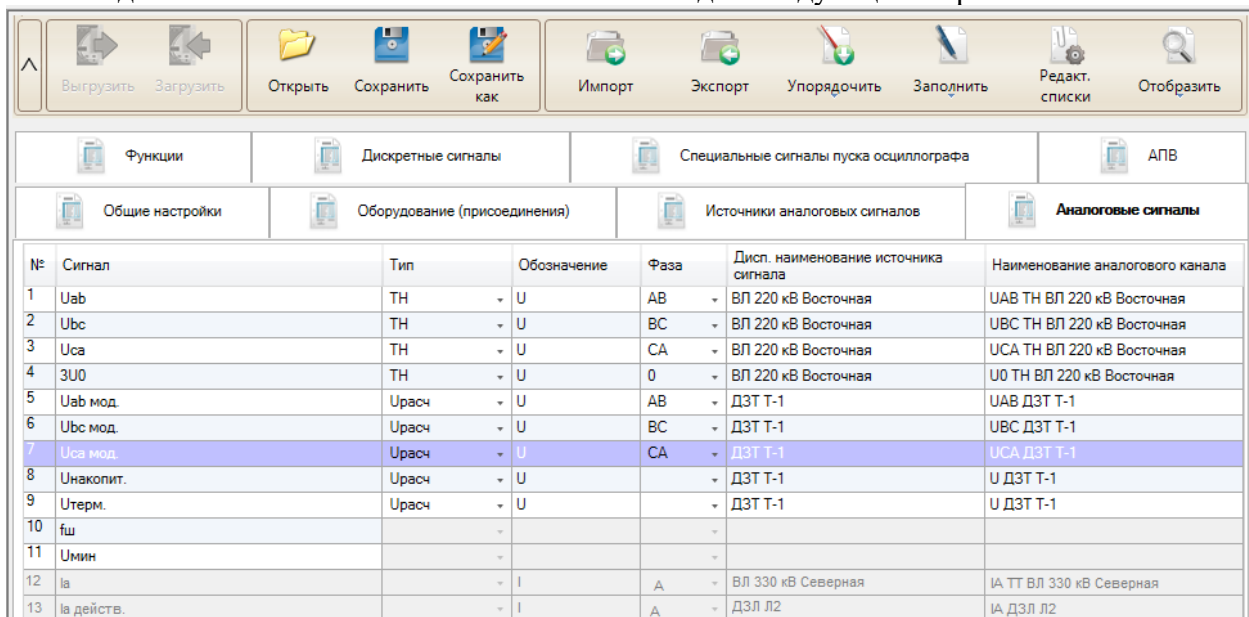 Выгрузить Загрузить Открыть Сохранить Сохранить как Импорт Экспорт Упорядочить Заполнить Редакт. списки Отобразить
Функции Дискретные сигналы Специальные сигналы пуска осциллографа АПВ
Общие настройки Оборудование (присоединения) Источники аналоговых сигналов Аналоговые сигналы
№ Сигнал Тип Обозначение Фаза Дисп. наименование источника сигнала Наименование аналогового канала
1 Uab ТН U AB ВЛ 220 кВ Восточная UAB ТН ВЛ 220 кВ Восточная
2 Ubc ТН U BC ВЛ 220 кВ Восточная UBC ТН ВЛ 220 кВ Восточная
3 Uca ТН U CA ВЛ 220 кВ Восточная UCA ТН ВЛ 220 кВ Восточная
4 3U0 ТН U 0 ВЛ 220 кВ Восточная U0 ТН ВЛ 220 кВ Восточная
5 Uab мод. Uрасч U AB ДЗТ Т-1 UAB ДЗТ Т-1
6 Ubc мод. Uрасч U BC ДЗТ Т-1 UBC ДЗТ Т-1
7 Uca мод. Uрасч U CA ДЗТ Т-1 UCA ДЗТ Т-1
8 Uнакопит. Uрасч U ДЗТ Т-1 U ДЗТ Т-1
9 Uтерм. Uрасч U ДЗТ Т-1 U ДЗТ Т-1
10 fш
11 Uмин
12 Ia I A ВЛ 330 кВ Северная IA ТТ ВЛ 330 кВ Северная
13 Ia действ. I A ДЗЛ Л2 IA ДЗЛ Л2